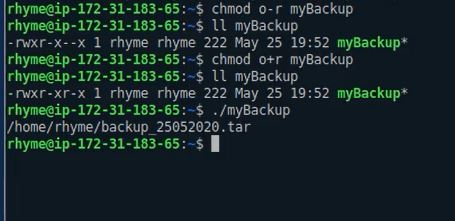 rhyme@ip-172-31-183-65:~$ chmod o-r myBackup
rhyme@ip-172-31-183-65:~$ ll myBackup
-rwxr-x--x 1 rhyme rhyme 222 May 25 19:52 myBackup*
rhyme@ip-172-31-183-65:~$ chmod o+r myBackup
rhyme@ip-172-31-183-65:~$ ll myBackup
-rwxr-xr-x 1 rhyme rhyme 222 May 25 19:52 myBackup*
rhyme@ip-172-31-183-65:~$ ./myBackup
/home/rhyme/backup_25052020.tar
rhyme@ip-172-31-183-65:~$